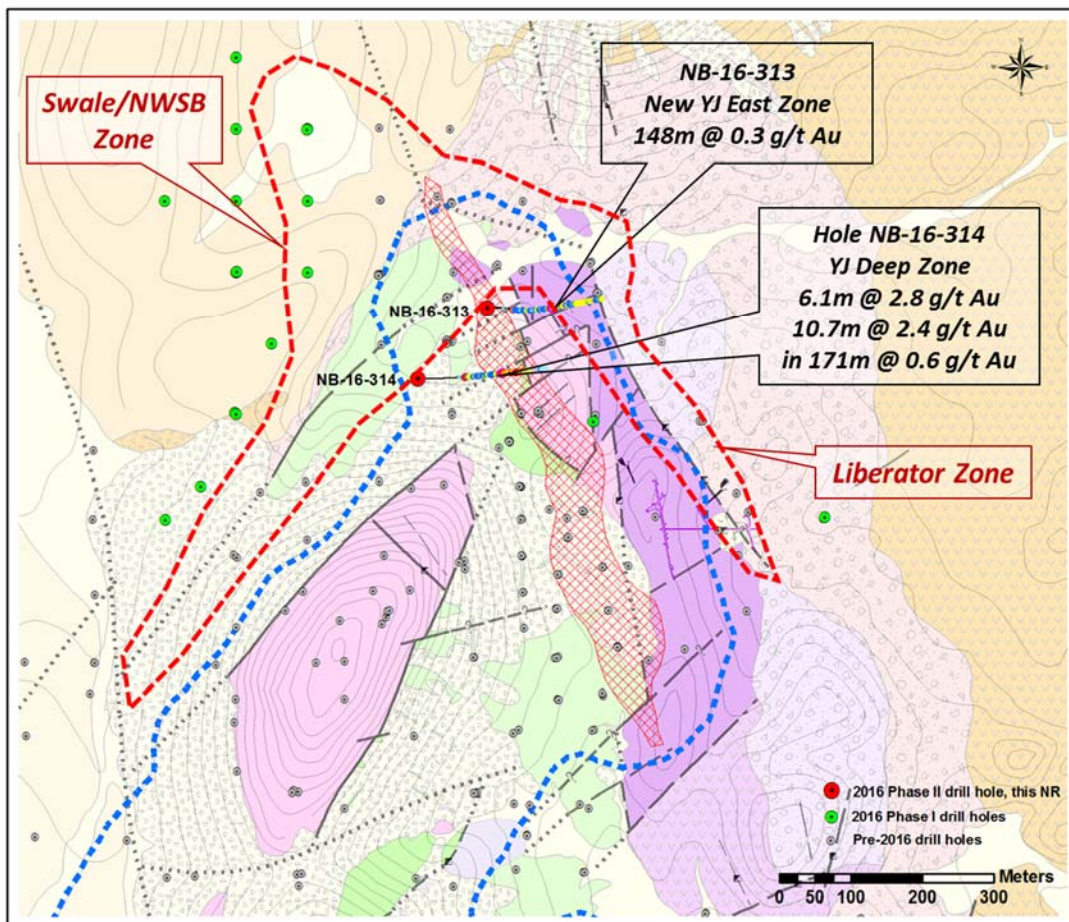 Swale/NWSB
Zone
NB-16-313
New YJ East Zone
148m @ 0.3 g/t Au
Hole NB-16-314
YJ Deep Zone
6.1m @ 2.8 g/t Au
10.7m @ 2.4 g/t Au
in 171m @ 0.6 g/t Au
NB-16-313
NB-16-314
Liberator Zone
2016 Phase II drill hole, this NR
2016 Phase I drill holes
Pre-2016 drill holes
Meters
0 50 100 200 300